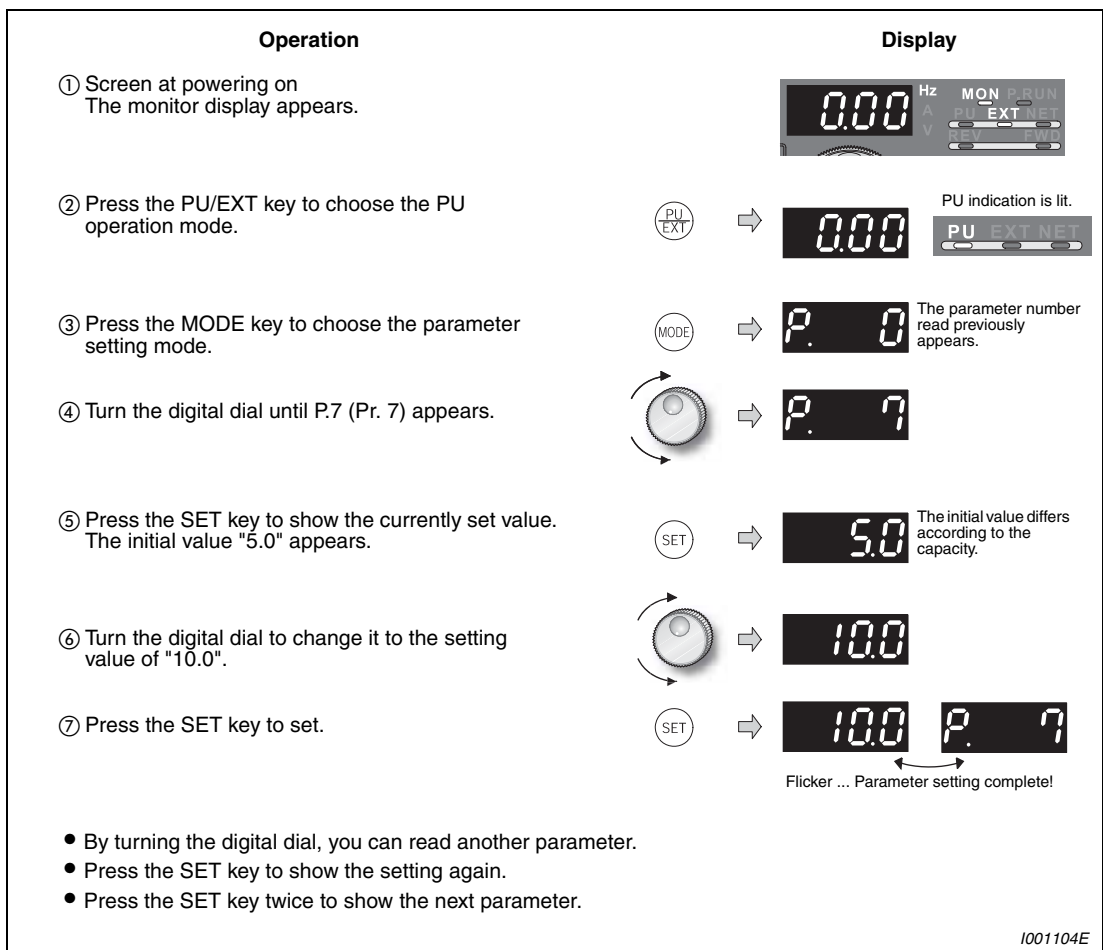 Operation
Display
① Screen at powering on
The monitor display appears.
0.00
Hz
A
V
MON P.RUN
PU EXT NET
REV FWD
② Press the PU/EXT key to choose the PU
operation mode.
PU
EXT
0.00
PU indication is lit.
PU EXT NET
③ Press the MODE key to choose the parameter
setting mode.
MODE
P. 0
The parameter number
read previously
appears.
④ Turn the digital dial until P.7 (Pr. 7) appears.
P. 7
⑤ Press the SET key to show the currently set value.
The initial value "5.0" appears.
SET
5.0
The initial value differs
according to the
capacity.
⑥ Turn the digital dial to change it to the setting
value of "10.0".
10.0
⑦ Press the SET key to set.
SET
10.0
P. 7
Flicker ... Parameter setting complete!
● By turning the digital dial, you can read another parameter.
● Press the SET key to show the setting again.
● Press the SET key twice to show the next parameter.
I001104E